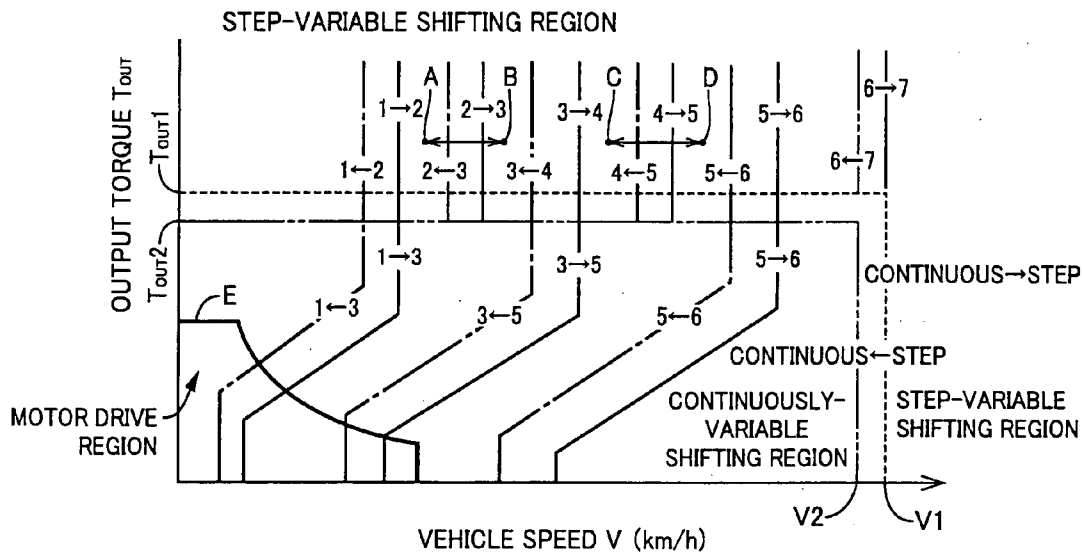 STEP-VARIABLE SHIFTING REGION
OUTPUT TORQUE TOUT
TOUT1
TOUT2
A
B
C
D
6→7
1→2
2→3
3→4
4→5
5→6
1←2
2←3
3←4
4←5
5←6
6←7
1→3
3→5
5→6
CONTINUOUS→STEP
E
1←3
3←5
5←6
CONTINUOUS←STEP
MOTOR DRIVE
REGION
CONTINUOUSLY-
VARIABLE
SHIFTING REGION
STEP-VARIABLE
SHIFTING REGION
V2
V1
VEHICLE SPEED V (km/h)